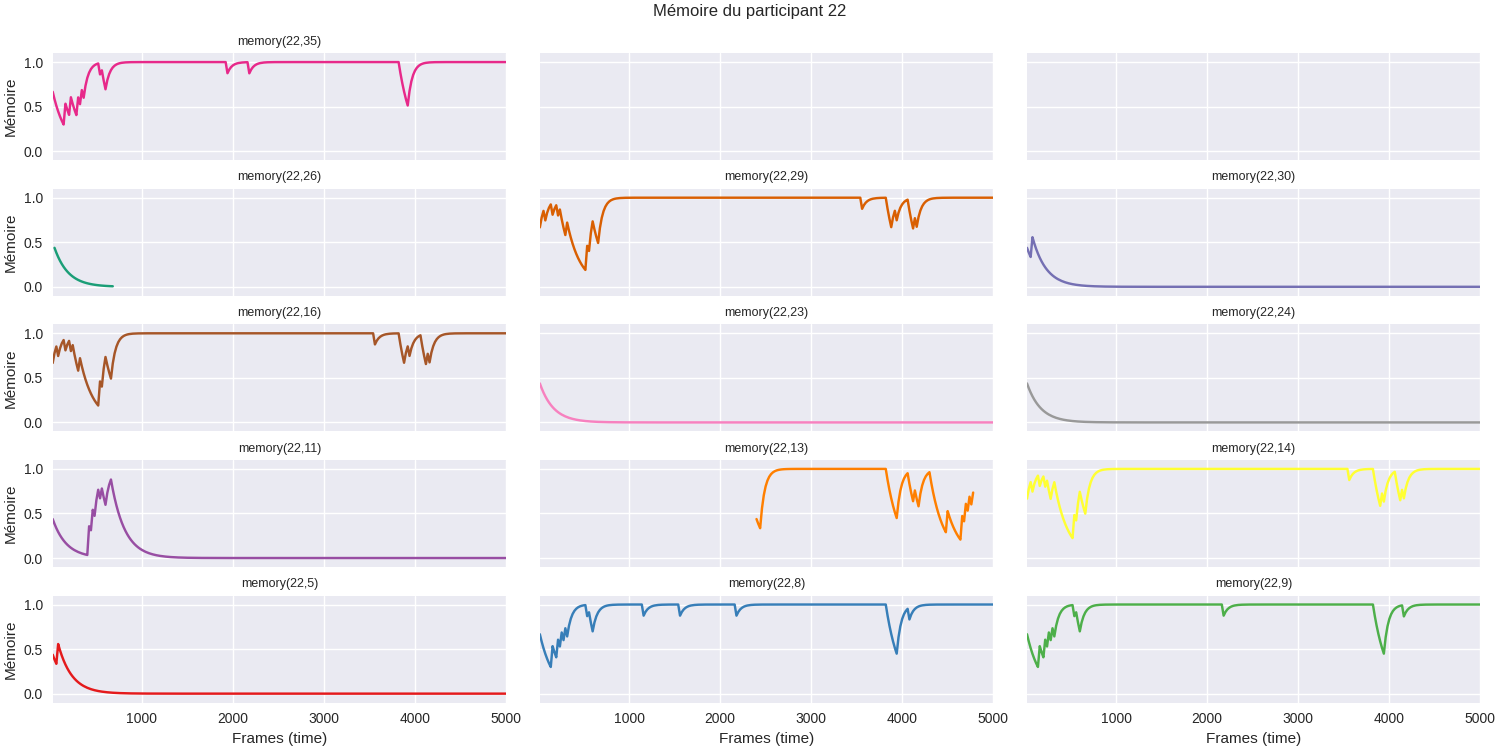 Mémoire du participant 22
memory(22,35)
1.0
0.5
0.0
Mémoire
memory(22,26)
memory(22,29)
memory(22,30)
1.0
0.5
0.0
Mémoire
memory(22,16)
memory(22,23)
memory(22,24)
1.0
0.5
0.0
Mémoire
memory(22,11)
memory(22,13)
memory(22,14)
1.0
0.5
0.0
Mémoire
memory(22,5)
memory(22,8)
memory(22,9)
1.0
0.5
0.0
Mémoire
1000 2000 3000 4000 5000
1000 2000 3000 4000 5000
1000 2000 3000 4000 5000
Frames (time)
Frames (time)
Frames (time)